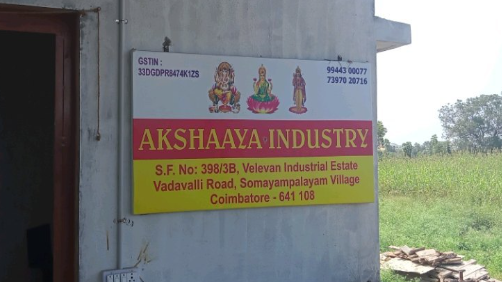 GSTIN :
33DGDPR8474K1ZS
99443 00077
73970 20716
AKSHAAYA INDUSTRY
S.F. No: 398/3B, Velevan Industrial Estate
Vadavalli Road, Somayampalayam Village
Coimbatore - 641 108